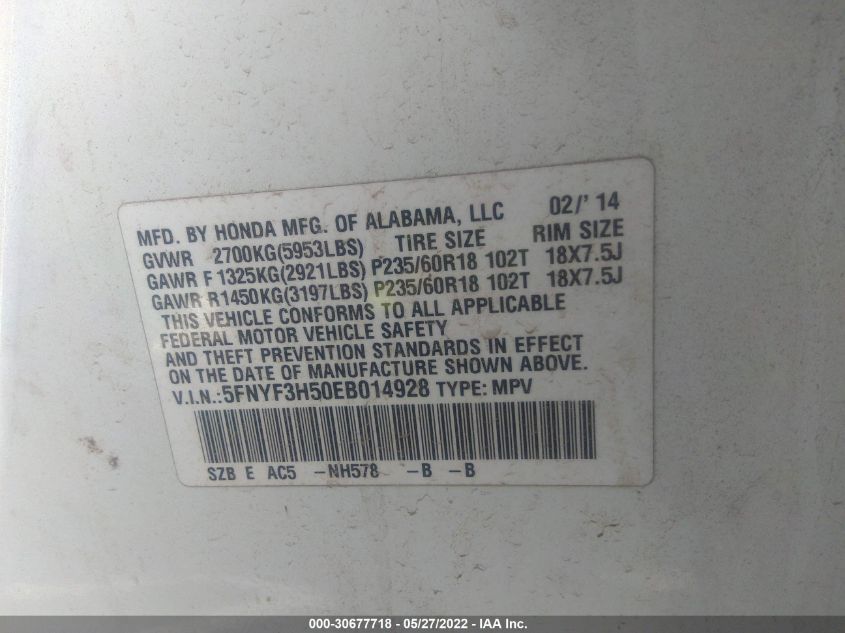 MFD. BY HONDA MFG. OF ALABAMA, LLC 02/' 14
GVWR 2700KG(5953LBS) TIRE SIZE RIM SIZE
GAWR F 1325KG(2921LBS) P235/60R18 102T 18X7.5J
GAWR R1450KG(3197LBS) P235/60R18 102T 18X7.5J
THIS VEHICLE CONFORMS TO ALL APPLICABLE
FEDERAL MOTOR VEHICLE SAFETY
AND THEFT PREVENTION STANDARDS IN EFFECT
ON THE DATE OF MANUFACTURE SHOWN ABOVE.
V.I.N.:5FNYF3H50EB014928 TYPE: MPV
SZB E AC5 -NH578 -B -B
000-30677718 - 05/27/2022 - IAA Inc.